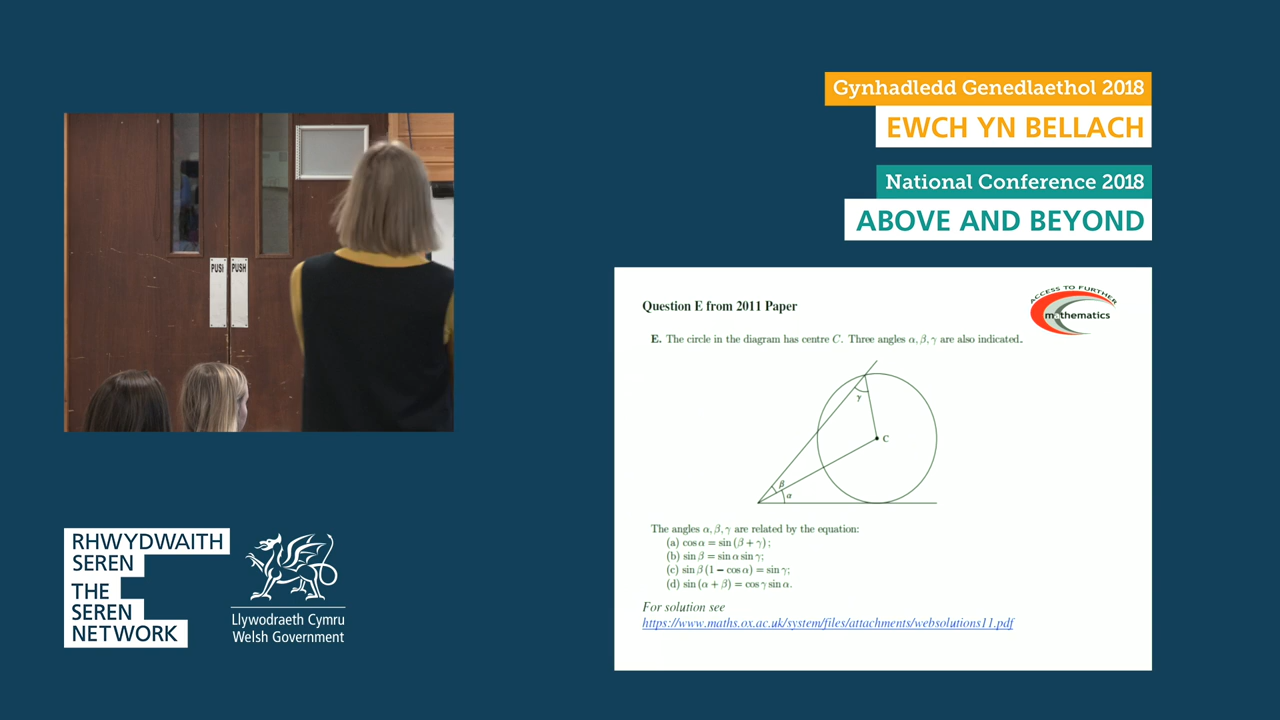 Gynhadledd Genedlaethol 2018
EWCH YN BELLACH
National Conference 2018
ABOVE AND BEYOND
PUSH PUSH
Question E from 2011 Paper
ACCESS TO FURTHER
mathematics
E. The circle in the diagram has centre C. Three angles α, β, γ are also indicated.
γ
C
β
α
The angles α, β, γ are related by the equation:
(a) cos α = sin (β + γ);
(b) sin β = sin α sin γ;
(c) sin β (1 − cos α) = sin γ;
(d) sin (α + β) = cos γ sin α.
For solution see
https://www.maths.ox.ac.uk/system/files/attachments/websolutions11.pdf
RHWYDWAITH
SEREN
THE
SEREN
NETWORK
Llywodraeth Cymru
Welsh Government